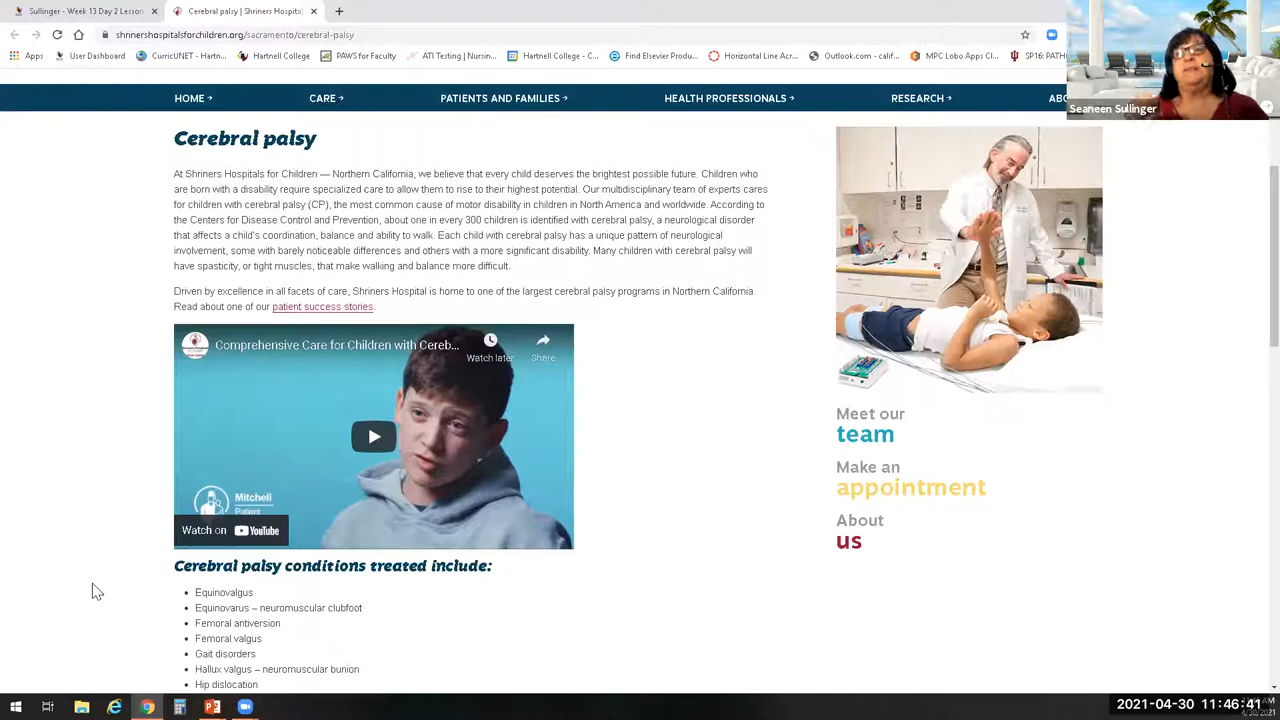 Sullinger - Week 13 Day 2 Lesson
Cerebral palsy | Shriners Hospital
shrinershospitalsforchildren.org/sacramento/cerebral-palsy
Apps
User Dashboard
CurricUNET - Hartn...
Hartnell College
PAWS for Faculty
ATI Testing | Nursin...
Hartnell College - C...
Find Elsevier Produ...
Horizontal Line Acr...
Outlook.com - calif...
MPC Lobo Apps Cl...
SP16: PATH
Seaneen Sullinger
HOME
CARE
PATIENTS AND FAMILIES
HEALTH PROFESSIONALS
RESEARCH
Cerebral palsy
At Shriners Hospitals for Children — Northern California, we believe that every child deserves the brightest possible future. Children who
are born with a disability require specialized care to allow them to rise to their highest potential. Our multidisciplinary team of experts cares
for children with cerebral palsy (CP), the most common cause of motor disability in children in North America and worldwide. According to
the Centers for Disease Control and Prevention, about one in every 300 children is identified with cerebral palsy, a neurological disorder
that affects a child's coordination, balance and ability to walk. Each child with cerebral palsy has a unique pattern of neurological
involvement, some with barely noticeable differences and others with a more significant disability. Many children with cerebral palsy will
have spasticity, or tight muscles, that make walking and balance more difficult.
Driven by excellence in all facets of care, Shriners Hospital is home to one of the largest cerebral palsy programs in Northern California.
Read about one of our patient success stories.
Comprehensive Care for Children with Cereb...
Watch later
Share
Mitchell
Patient
Watch on YouTube
Meet our
team
Make an
appointment
About
us
Cerebral palsy conditions treated include:
Equinovalgus
Equinovarus – neuromuscular clubfoot
Femoral antiversion
Femoral valgus
Gait disorders
Hallux valgus – neuromuscular bunion
Hip dislocation
2021-04-30 11:46:41